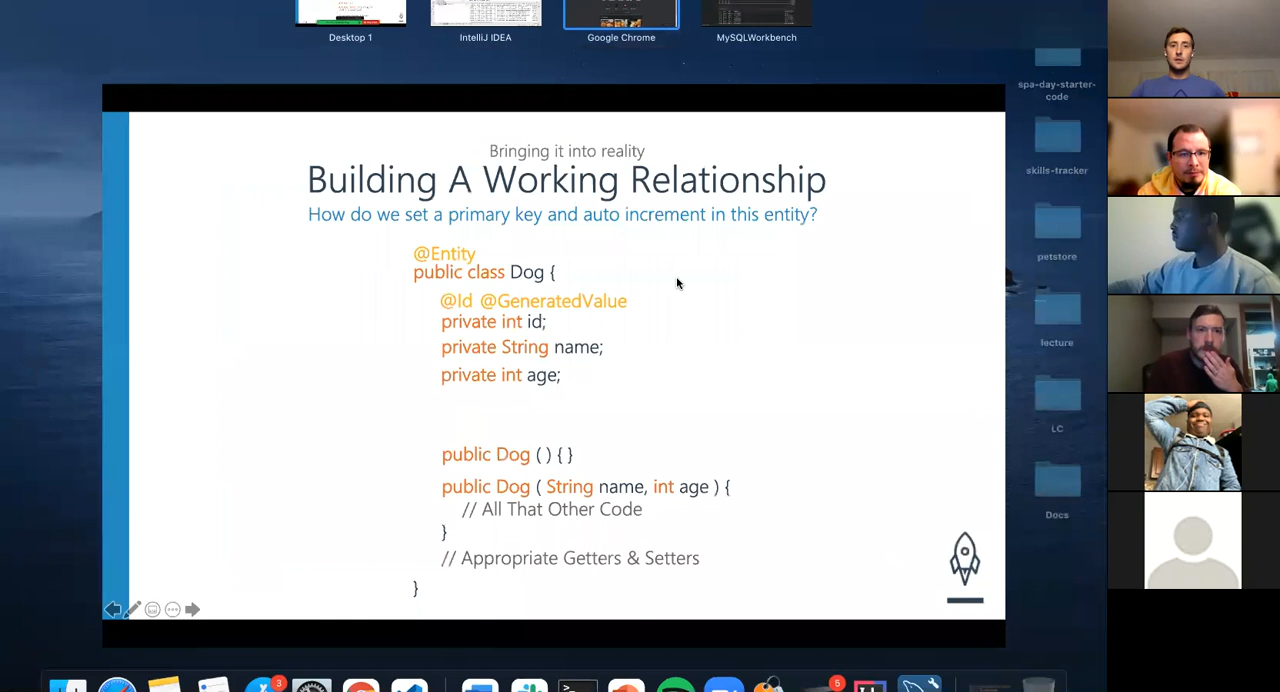 Desktop 1
IntelliJ IDEA
Google Chrome
MySQLWorkbench
spa-day-starter-
code
skills-tracker
petstore
lecture
LC
Docs
Bringing it into reality
Building A Working Relationship
How do we set a primary key and auto increment in this entity?
@Entity
public class Dog {
@Id @GeneratedValue
private int id;
private String name;
private int age;
public Dog ( ) { }
public Dog ( String name, int age ) {
// All That Other Code
}
// Appropriate Getters & Setters
}
3
5